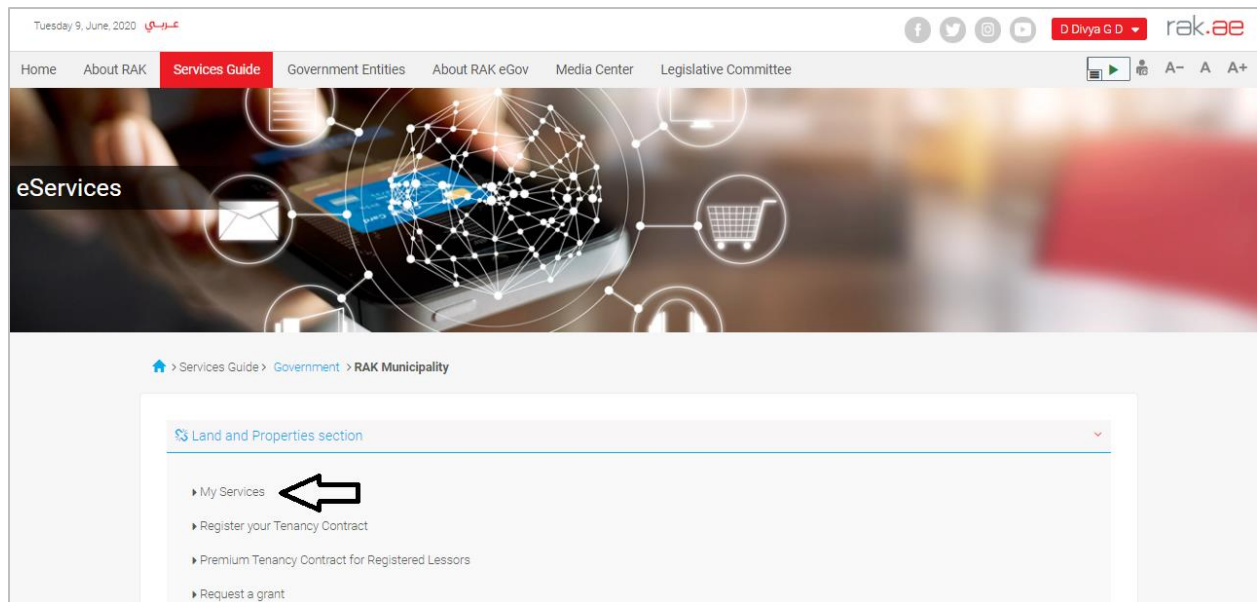 Tuesday 9, June, 2020 عربي
D Divya G D
rak.ae
Home About RAK Services Guide Government Entities About RAK eGov Media Center Legislative Committee A- A A+
eServices
Card
> Services Guide > Government > RAK Municipality
Land and Properties section
My Services
Register your Tenancy Contract
Premium Tenancy Contract for Registered Lessors
Request a grant